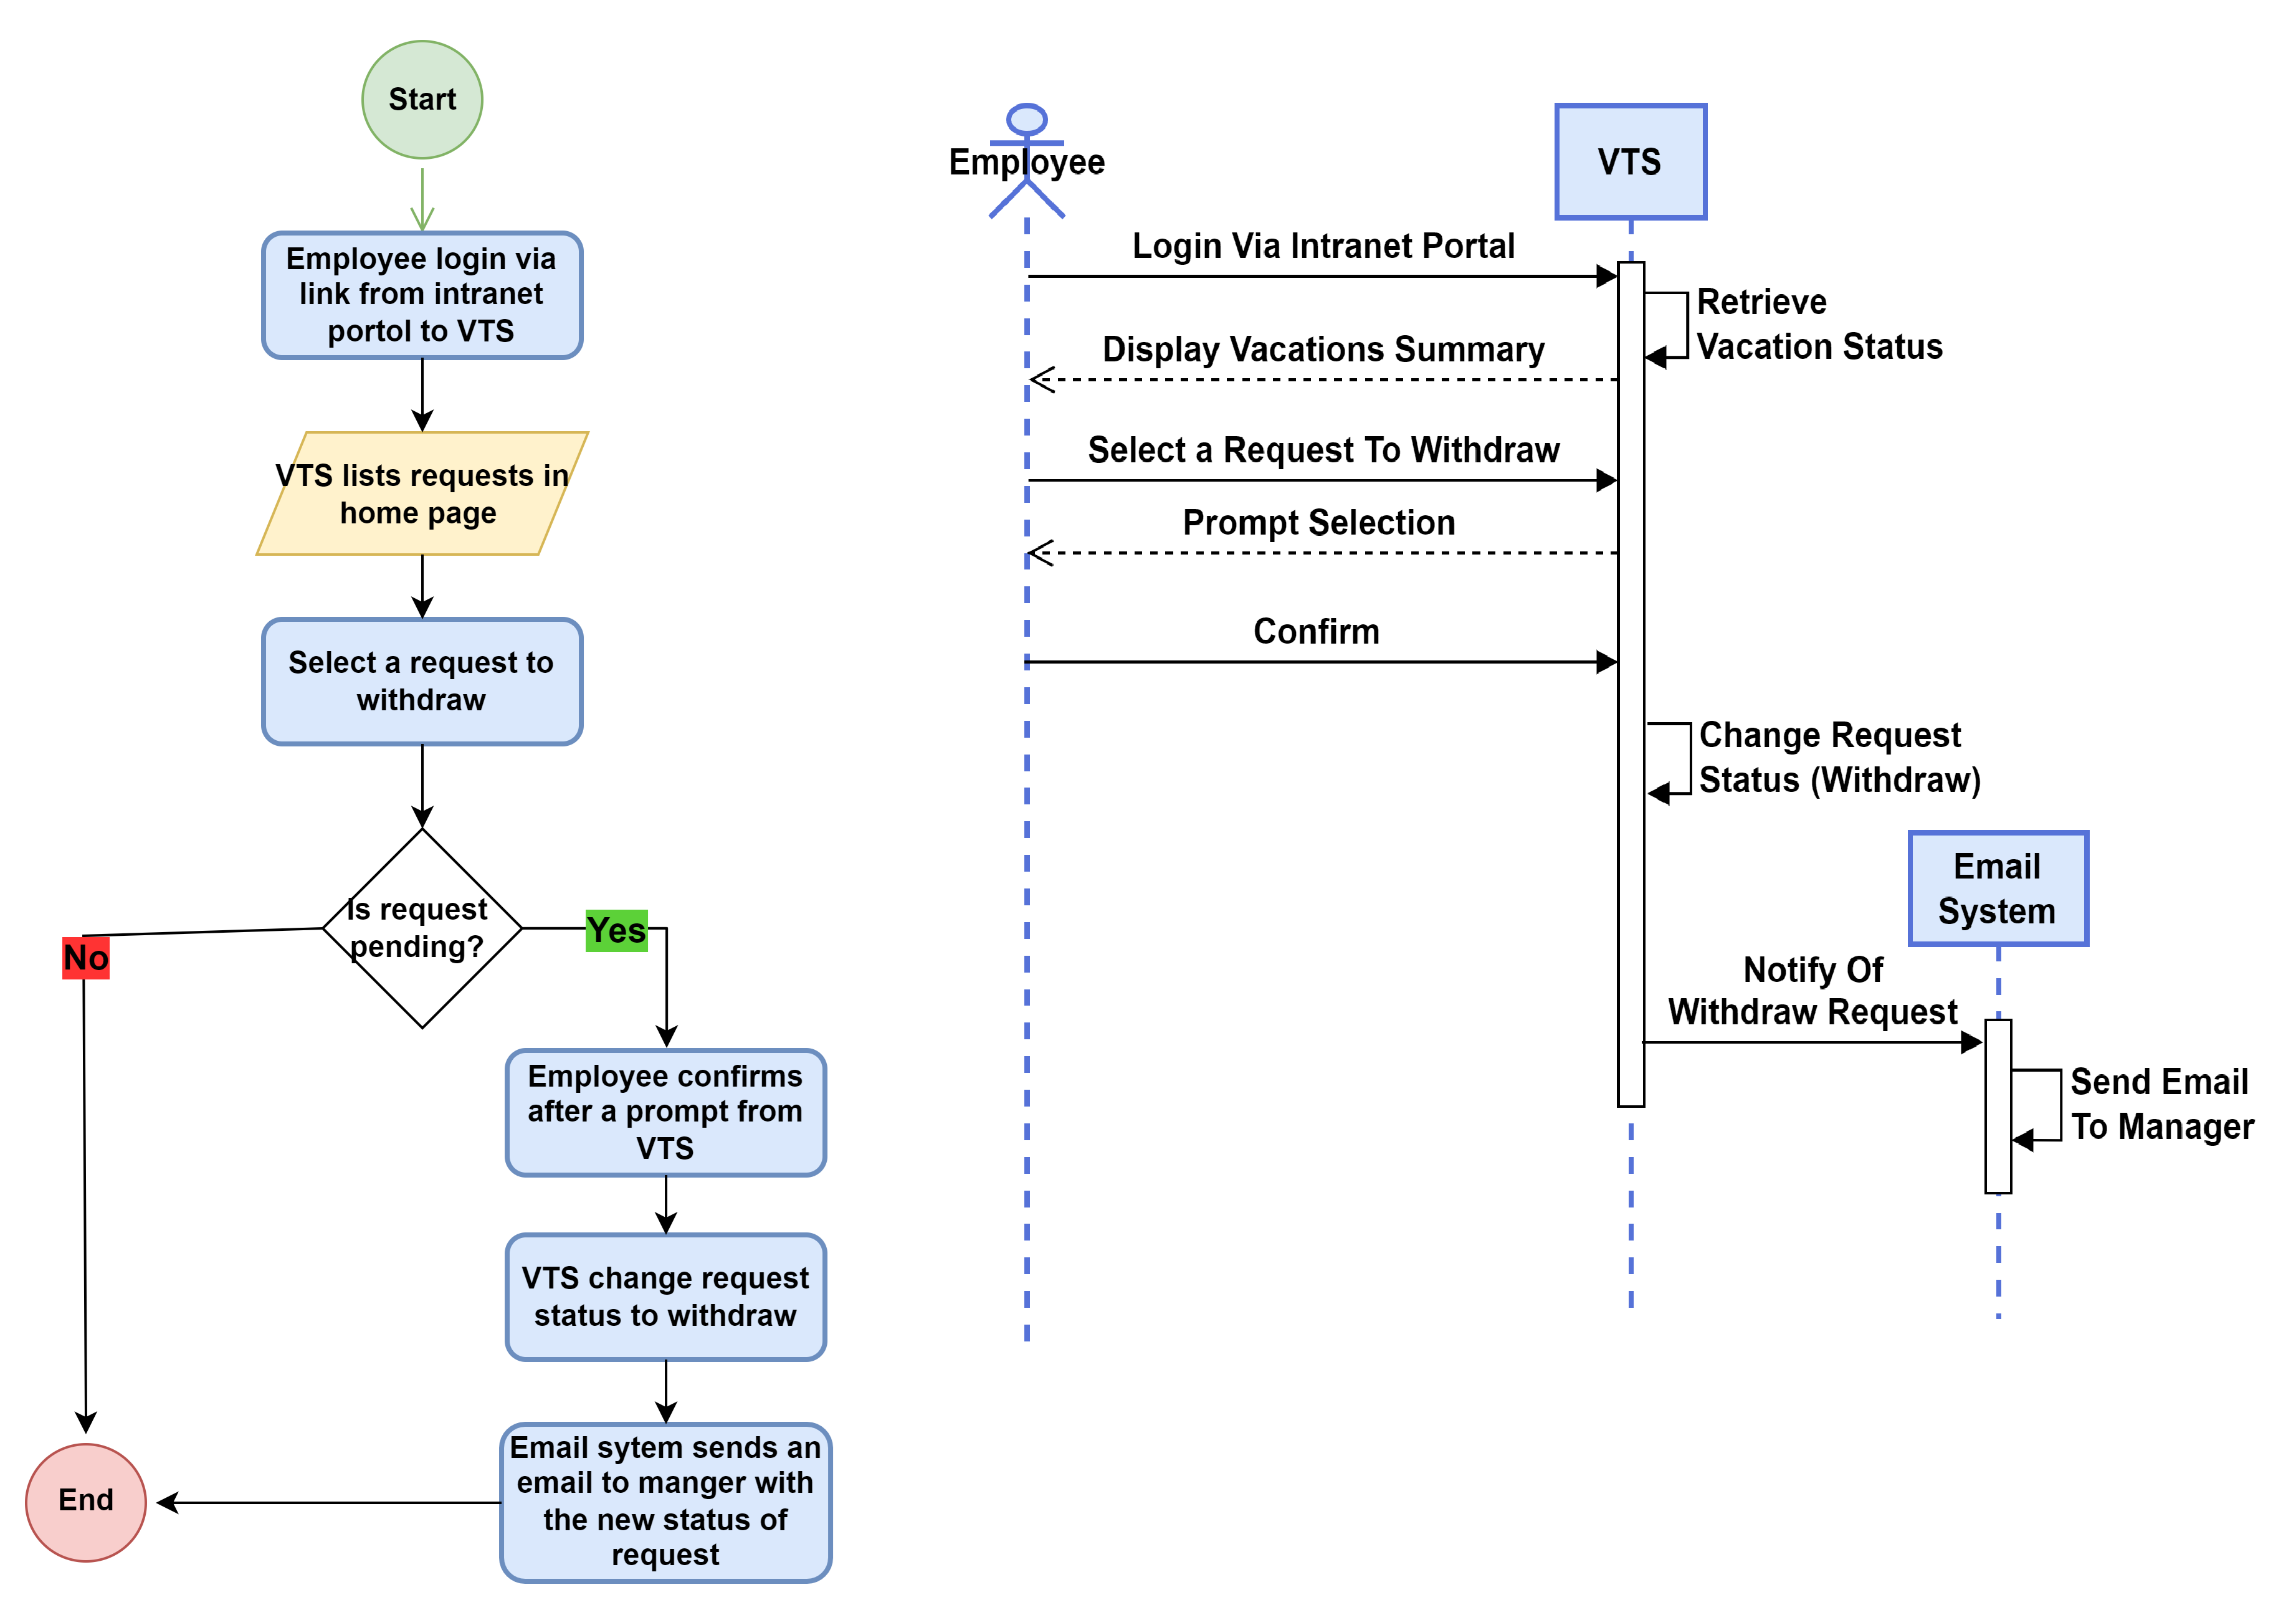 Start
Employee login via
link from intranet
portol to VTS
VTS lists requests in
home page
Select a request to
withdraw
Is request
pending?
No
Yes
Employee confirms
after a prompt from
VTS
VTS change request
status to withdraw
Email sytem sends an
email to manger with
the new status of
request
End
Employee
VTS
Login Via Intranet Portal
Retrieve
Vacation Status
Display Vacations Summary
Select a Request To Withdraw
Prompt Selection
Confirm
Change Request
Status (Withdraw)
Email
System
Notify Of
Withdraw Request
Send Email
To Manager